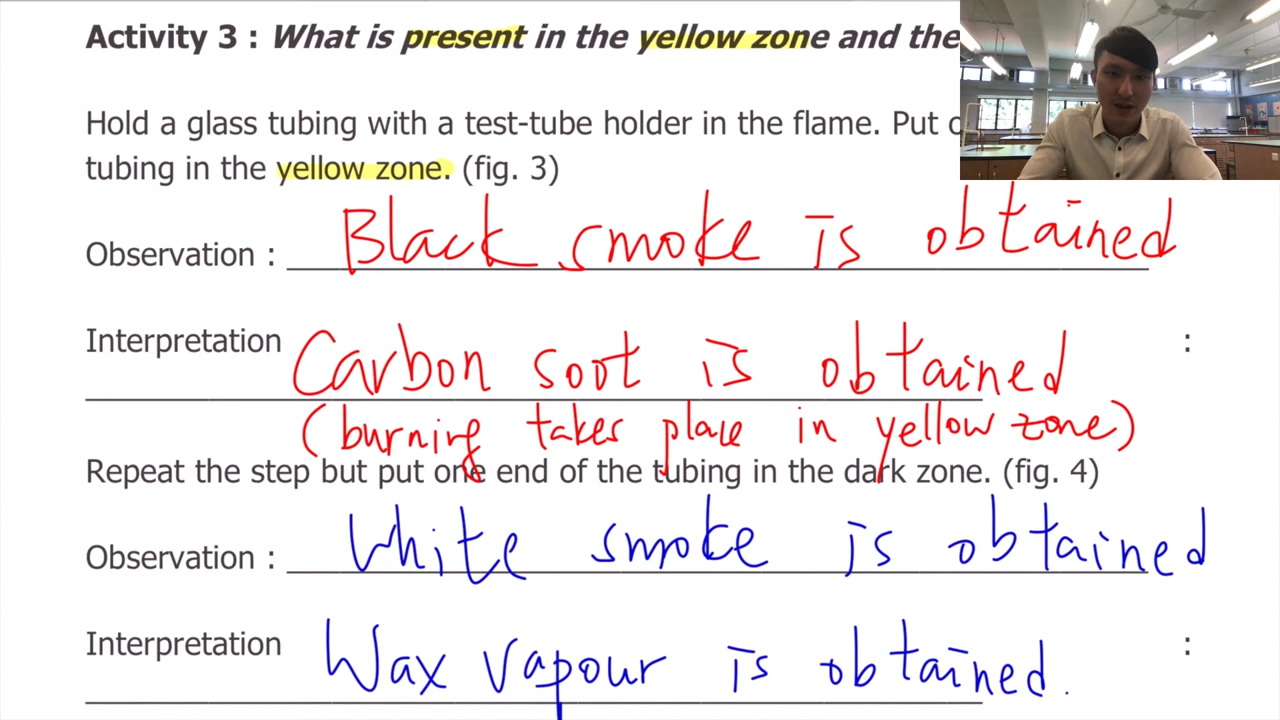 Activity 3 : What is present in the yellow zone and the
Hold a glass tubing with a test-tube holder in the flame. Put
tubing in the yellow zone. (fig. 3)
Observation : Black smoke is obtained
Interpretation Carbon soot is obtained :
(burning takes place in yellow zone)
Repeat the step but put one end of the tubing in the dark zone. (fig. 4)
Observation : White smoke is obtained
Interpretation Wax vapour is obtained. :